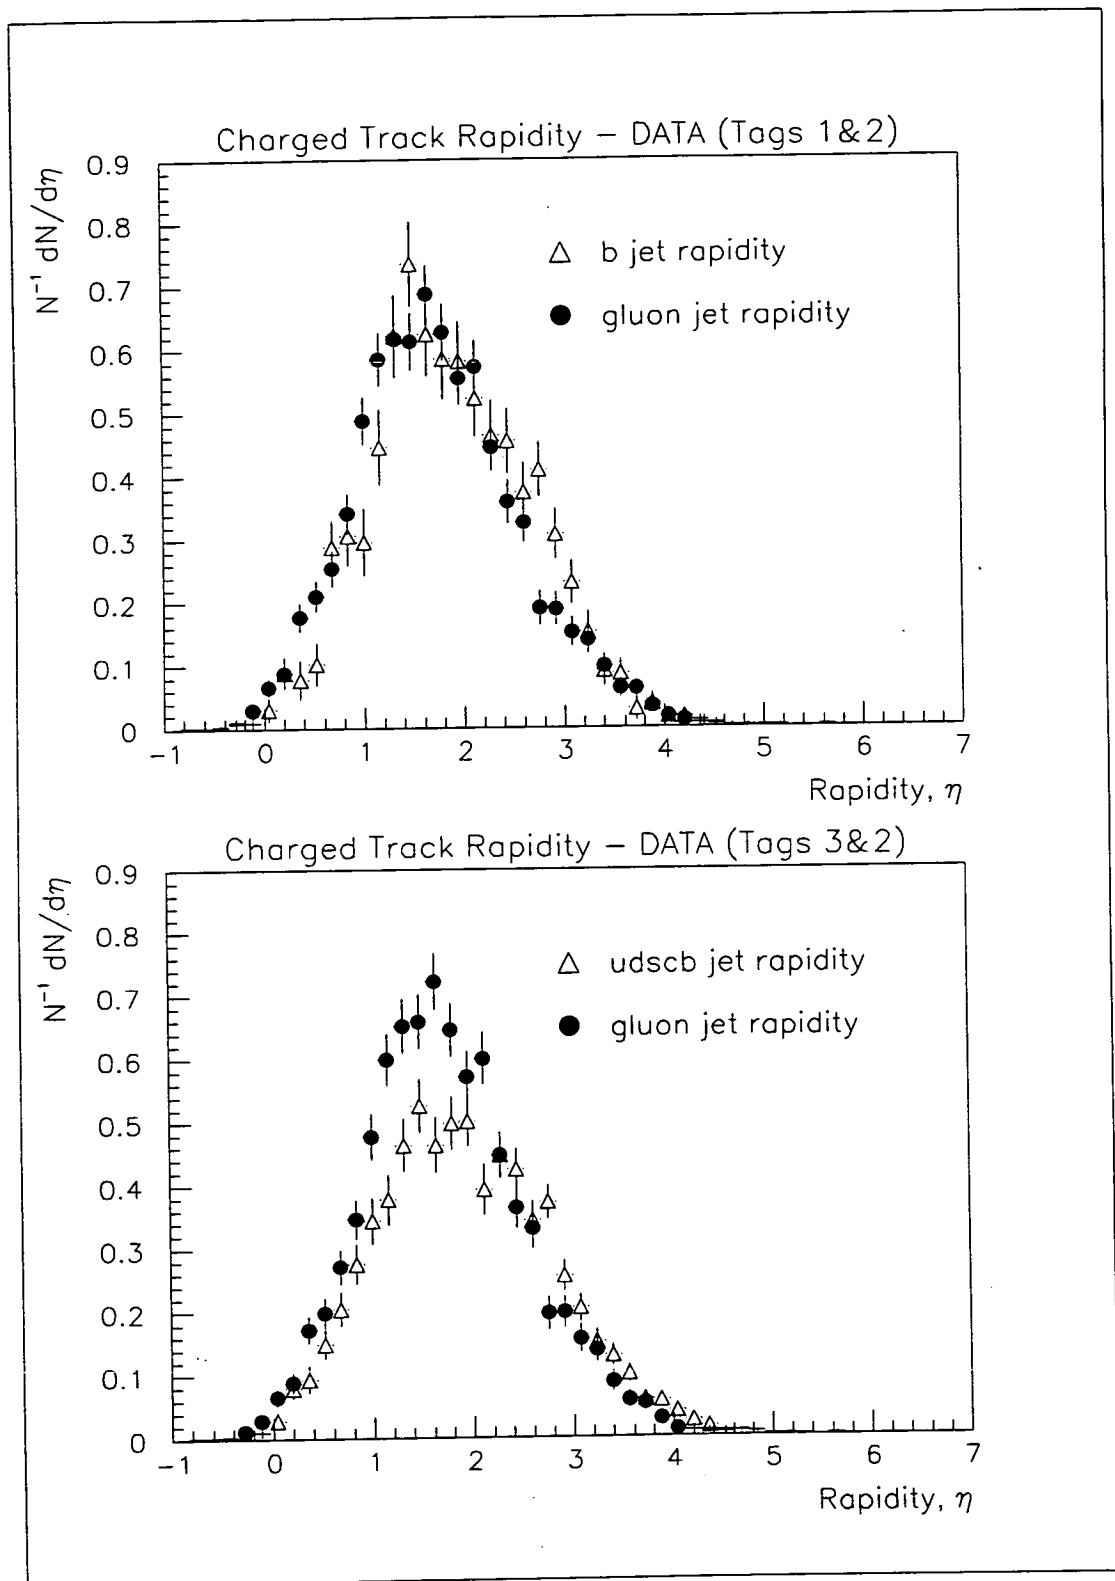 Charged Track Rapidity – DATA (Tags 1&2)
N⁻¹ dN/dη
0.9
0.8
0.7
0.6
0.5
0.4
0.3
0.2
0.1
0
b jet rapidity
gluon jet rapidity
-1 0 1 2 3 4 5 6 7
Rapidity, η
Charged Track Rapidity – DATA (Tags 3&2)
N⁻¹ dN/dη
0.9
0.8
0.7
0.6
0.5
0.4
0.3
0.2
0.1
0
udscb jet rapidity
gluon jet rapidity
-1 0 1 2 3 4 5 6 7
Rapidity, η